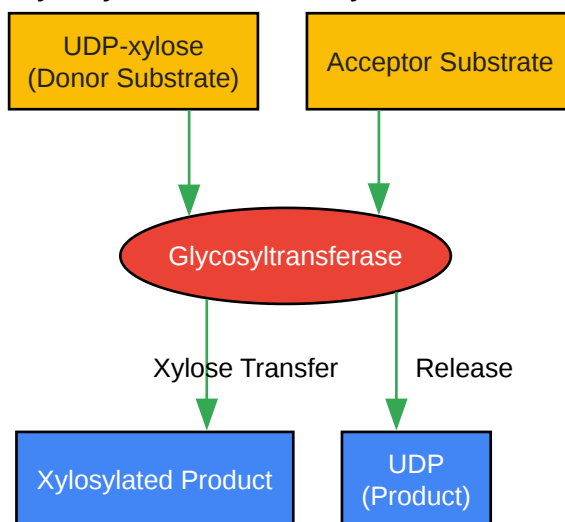 UDP-xylose
(Donor Substrate)
Acceptor Substrate
Glycosyltransferase
Xylose Transfer
Release
Xylosylated Product
UDP
(Product)